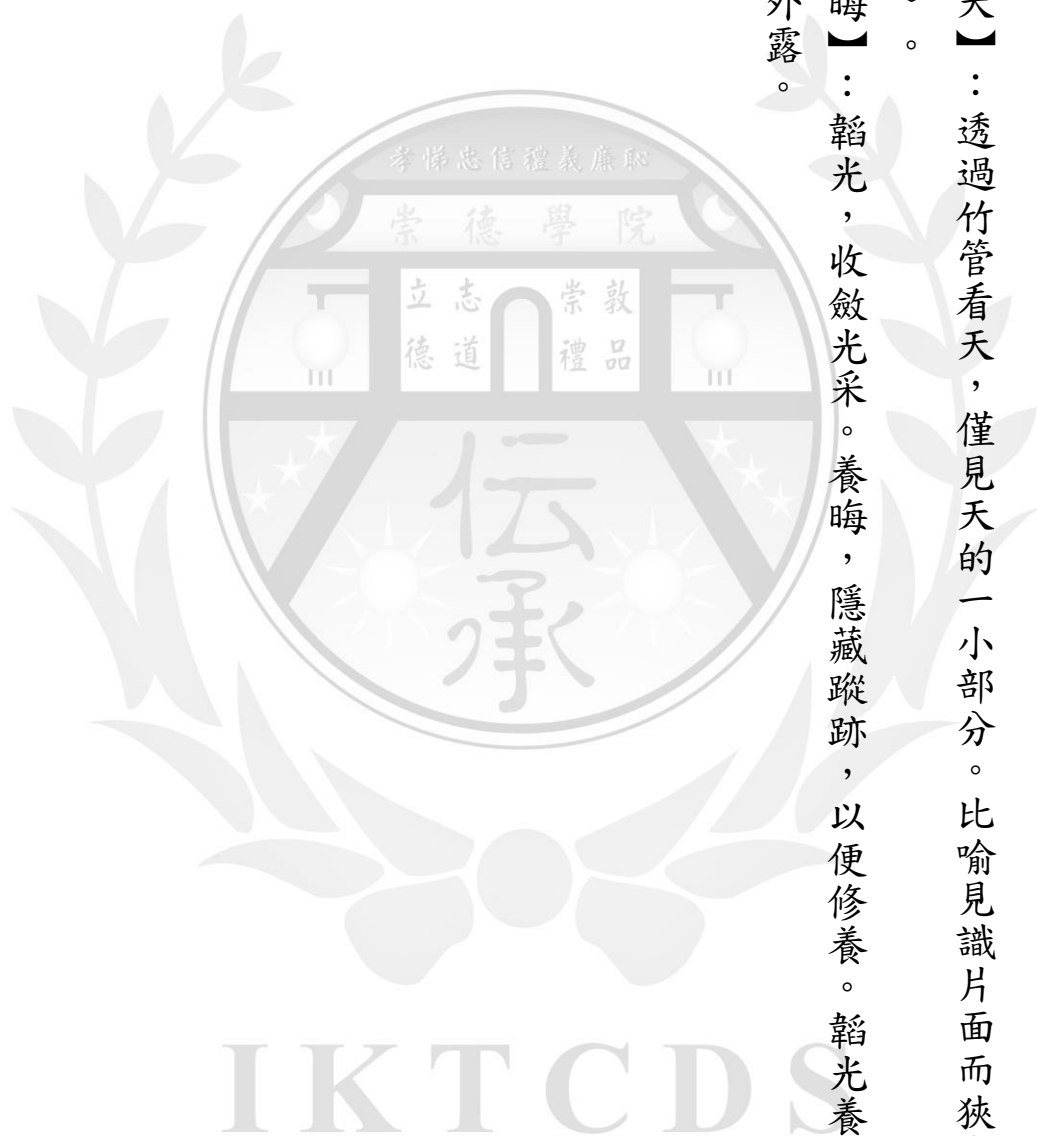 天】:透過竹管看天,僅見天的一小部分。比喻見識片面而狹
。
晦】:韜光,收斂光采。養晦,隱藏蹤跡,以便修養。韜光養
外露。
孝悌忠信禮義廉恥
崇德學院
立志 崇敦
德道 禮品
伝承
IKTCDS